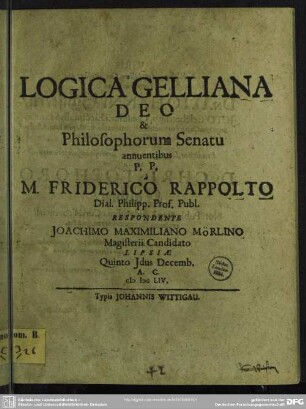 LOGICA GELLIANA
DEO
&
Philosophorum Senatu
annuentibus
P. P.
à
M. FRIDERICO RAPPOLTO
Dial. Philipp. Prof. Publ.
RESPONDENTE
JOACHIMO MAXIMILIANO MöRLINO
Magisterii Candidato
LIPSIÆ
Quinto Jdus Decemb.
A. C.
cIɔ Iɔc LIV.
Typis JOHANNIS WITTIGAU.